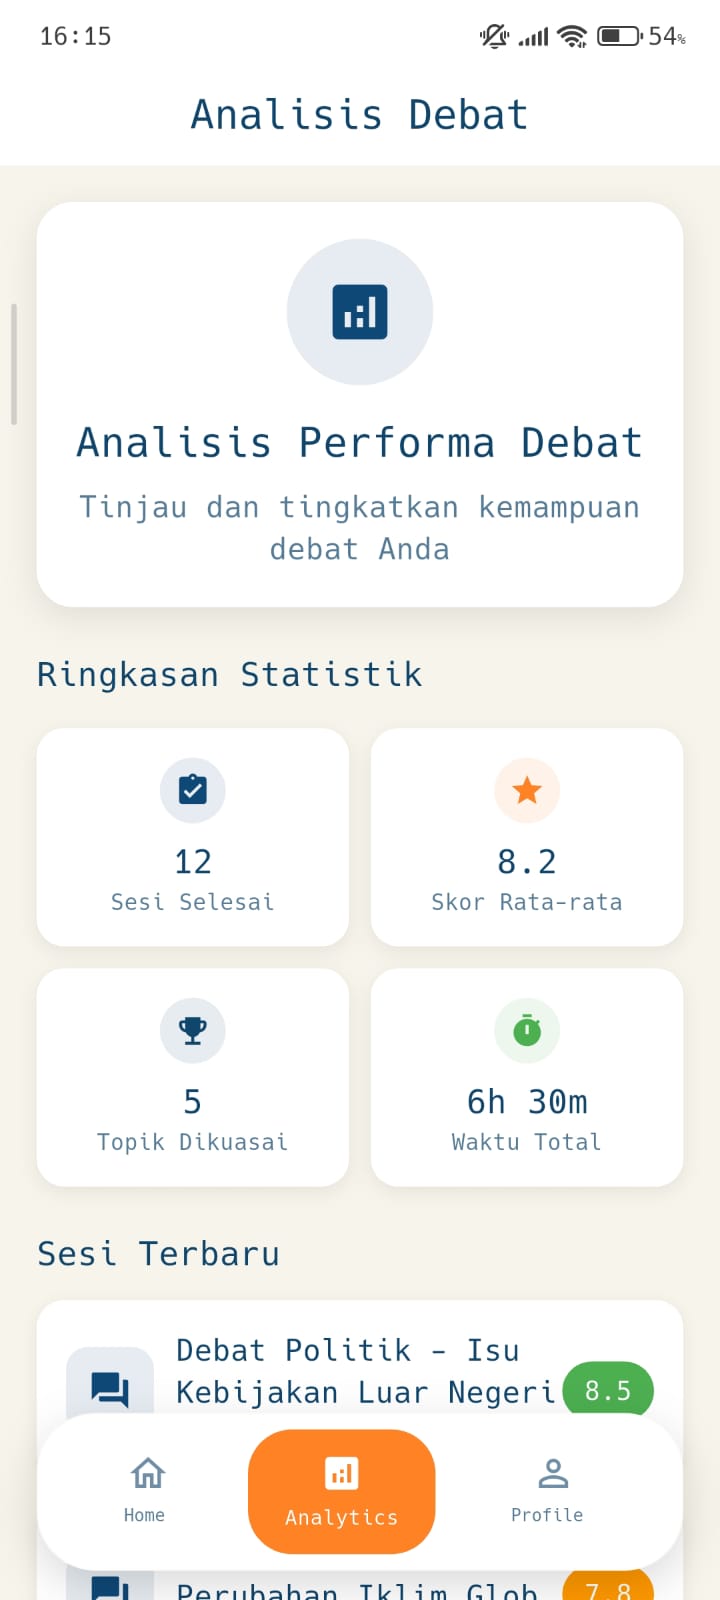 16:15
54%
Analisis Debat
Analisis Performa Debat
Tinjau dan tingkatkan kemampuan
debat Anda
Ringkasan Statistik
12
Sesi Selesai
8.2
Skor Rata-rata
5
Topik Dikuasai
6h 30m
Waktu Total
Sesi Terbaru
Debat Politik - Isu
Kebijakan Luar Negeri
8.5
Home
Analytics
Profile
Perubahan Iklim Glob
7.8